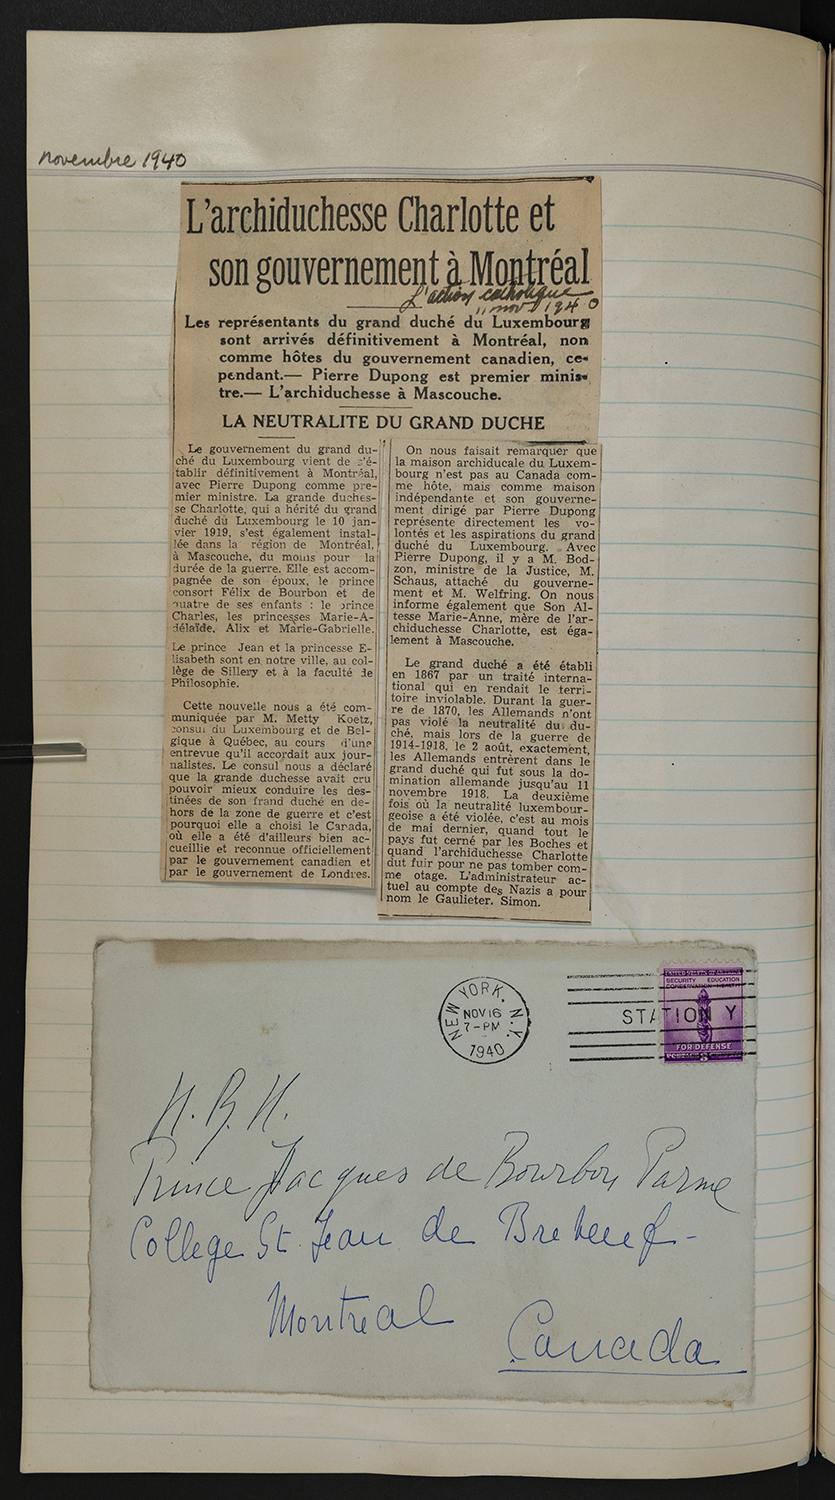 novembre 1940
L'archiduchesse Charlotte et
son gouvernement à Montréal
L'action catholique
11 nov 1940
Les représentants du grand duché du Luxembourg
sont arrivés définitivement à Montréal, non
comme hôtes du gouvernement canadien, ce-
pendant.— Pierre Dupong est premier minis-
tre.— L'archiduchesse à Mascouche.
LA NEUTRALITE DU GRAND DUCHE
Le gouvernement du grand du-
ché du Luxembourg vient de s'é-
tablir définitivement à Montréal,
avec Pierre Dupong comme pre-
mier ministre. La grande duches-
se Charlotte, qui a hérité du grand
duché du Luxembourg le 10 jan-
vier 1919, s'est également instal-
lée dans la région de Montréal,
à Mascouche, du moins pour la
durée de la guerre. Elle est accom-
pagnée de son époux, le prince
consort Félix de Bourbon et de
quatre de ses enfants : le prince
Charles, les princesses Marie-A-
délaïde, Alix et Marie-Gabrielle.
Le prince Jean et la princesse E-
lisabeth sont en notre ville, au col-
lège de Sillery et à la faculté de
Philosophie.
Cette nouvelle nous a été com-
muniquée par M. Metty Koetz,
consul du Luxembourg et de Bel-
gique à Québec, au cours d'une
entrevue qu'il accordait aux jour-
nalistes. Le consul nous a déclaré
que la grande duchesse avait cru
pouvoir mieux conduire les des-
tinées de son frand duché en de-
hors de la zone de guerre et c'est
pourquoi elle a choisi le Canada,
où elle a été d'ailleurs bien ac-
cueillie et reconnue officiellement
par le gouvernement canadien et
par le gouvernement de Londres.
On nous faisait remarquer que
la maison archiducale du Luxem-
bourg n'est pas au Canada com-
me hôte, mais comme maison
indépendante et son gouverne-
ment dirigé par Pierre Dupong
représente directement les vo-
lontés et les aspirations du grand
duché du Luxembourg. Avec
Pierre Dupong, il y a M. Bod-
zon, ministre de la Justice, M.
Schaus, attaché du gouverne-
ment et M. Welfring. On nous
informe également que Son Al-
tesse Marie-Anne, mère de l'ar-
chiduchesse Charlotte, est éga-
lement à Mascouche.
Le grand duché a été établi
en 1867 par un traité interna-
tional qui en rendait le terri-
toire inviolable. Durant la guer-
re de 1870, les Allemands n'ont
pas violé la neutralité du du-
ché, mais lors de la guerre de
1914-1918, le 2 août, exactement,
les Allemands entrèrent dans le
grand duché qui fut sous la do-
mination allemande jusqu'au 11
novembre 1918. La deuxième
fois où la neutralité luxembour-
geoise a été violée, c'est au mois
de mai dernier, quand tout le
pays fut cerné par les Boches et
quand l'archiduchesse Charlotte
dut fuir pour ne pas tomber com-
me otage. L'administrateur ac-
tuel au compte des Nazis a pour
nom le Gaulieter. Simon.
NEW YORK, N.Y.
NOV 16
7-PM
1940
STATION Y
UNITED STATES OF AMERICA
SECURITY EDUCATION
CONSERVATION HEALTH
FOR DEFENSE
POSTAGE 3
H. R. H.
Prince Jacques de Bourbon Parme
College St. Jean de Brebeuf-
Montreal
Canada